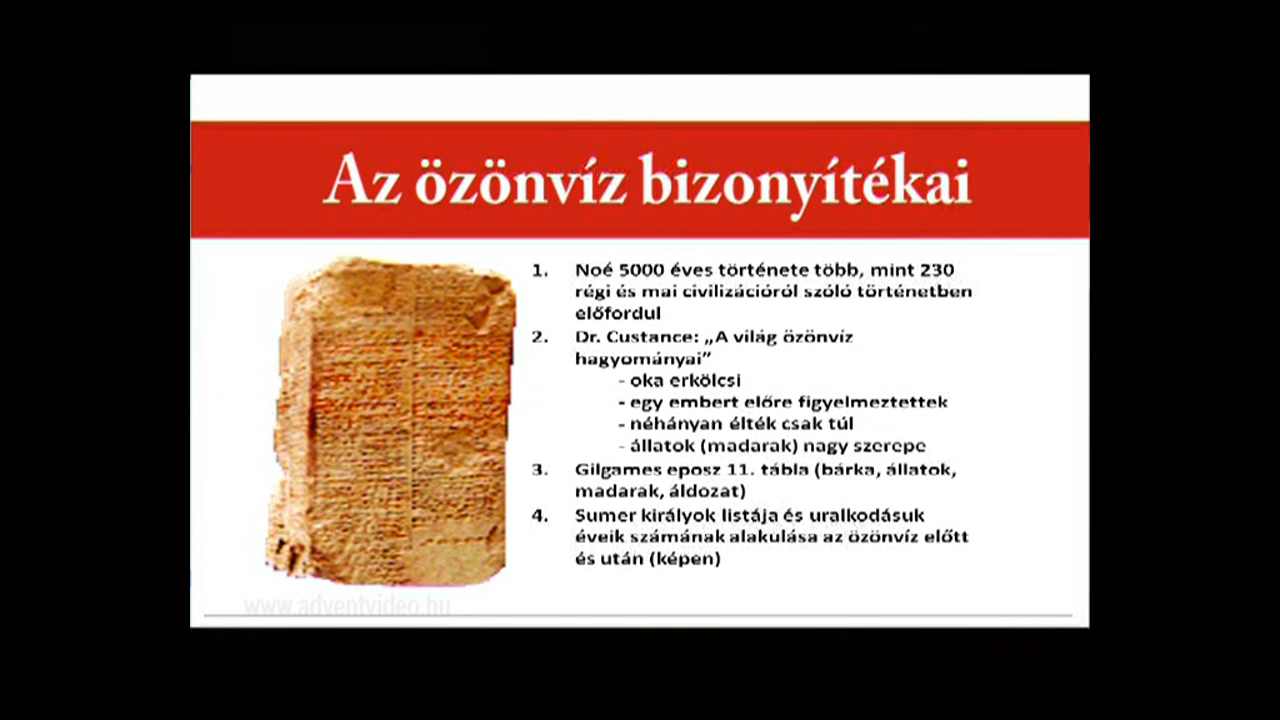 Az özönvíz bizonyítékai
1. Noé 5000 éves története több, mint 230
régi és mai civilizációról szóló történetben
előfordul
2. Dr. Custance: „A világ özönvíz
hagyományai”
- oka erkölcsi
- egy embert előre figyelmeztettek
- néhányan élték csak túl
- állatok (madarak) nagy szerepe
3. Gilgames eposz 11. tábla (bárka, állatok,
madarak, áldozat)
4. Sumer királyok listája és uralkodásuk
éveik számának alakulása az özönvíz előtt
és után (képen)
www.adventvideo.hu